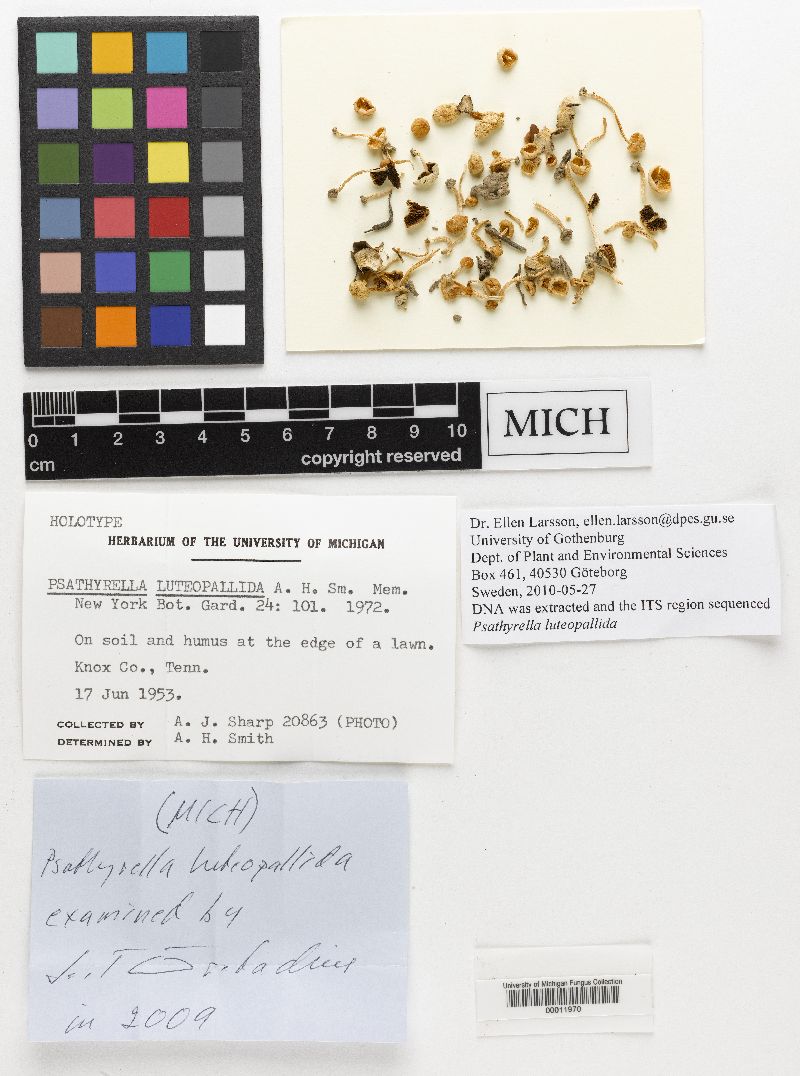 0 1 2 3 4 5 6 7 8 9 10
cm
copyright reserved
MICH
HOLOTYPE
HERBARIUM OF THE UNIVERSITY OF MICHIGAN
PSATHYRELLA LUTEOPALLIDA A. H. Sm. Mem.
New York Bot. Gard. 24: 101. 1972.
On soil and humus at the edge of a lawn.
Knox Co., Tenn.
17 Jun 1953.
COLLECTED BY A. J. Sharp 20863 (PHOTO)
DETERMINED BY A. H. Smith
Dr. Ellen Larsson, ellen.larsson@dpes.gu.se
University of Gothenburg
Dept. of Plant and Environmental Sciences
Box 461, 40530 Göteborg
Sweden, 2010-05-27
DNA was extracted and the ITS region sequenced
Psathyrella luteopallida
(MICH)
Psathyrella luteopallida
examined by
in 2009
University of Michigan Fungus Collection
00011970